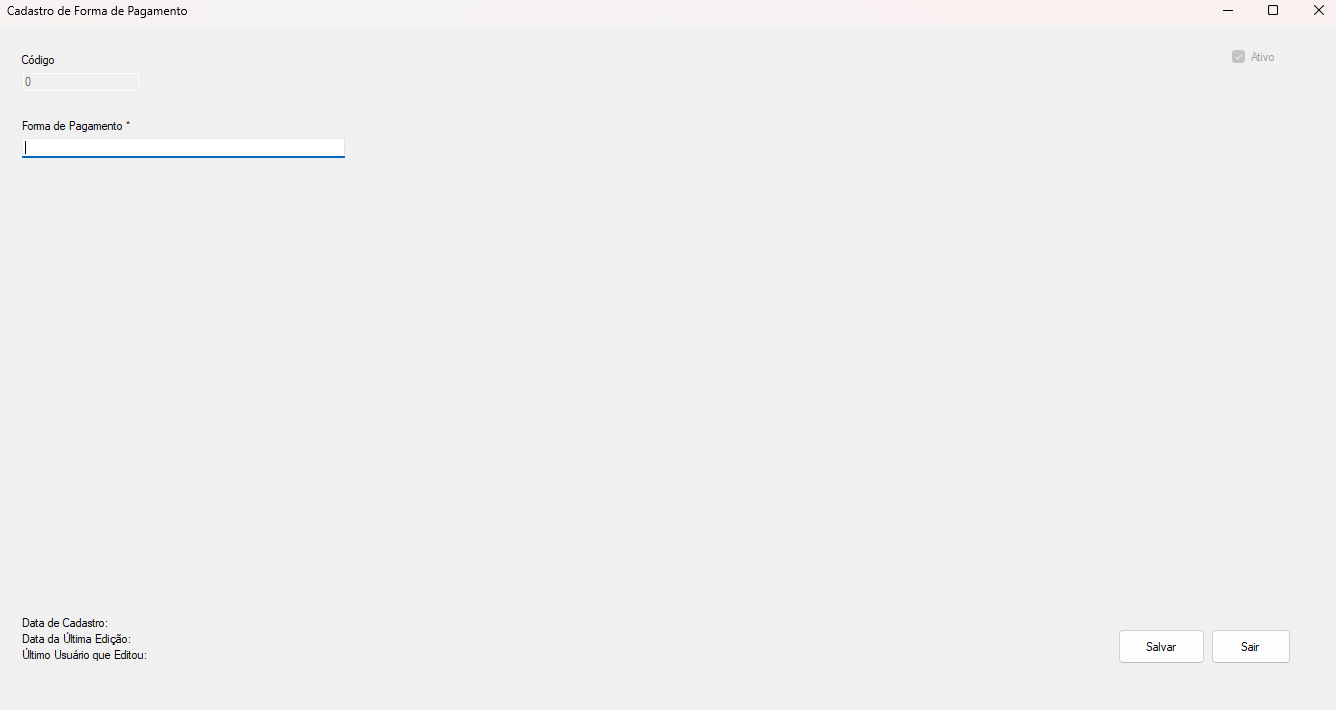 Cadastro de Forma de Pagamento
Código
Ativo
0
Forma de Pagamento *
Data de Cadastro:
Data da Última Edição:
Último Usuário que Editou:
Salvar
Sair